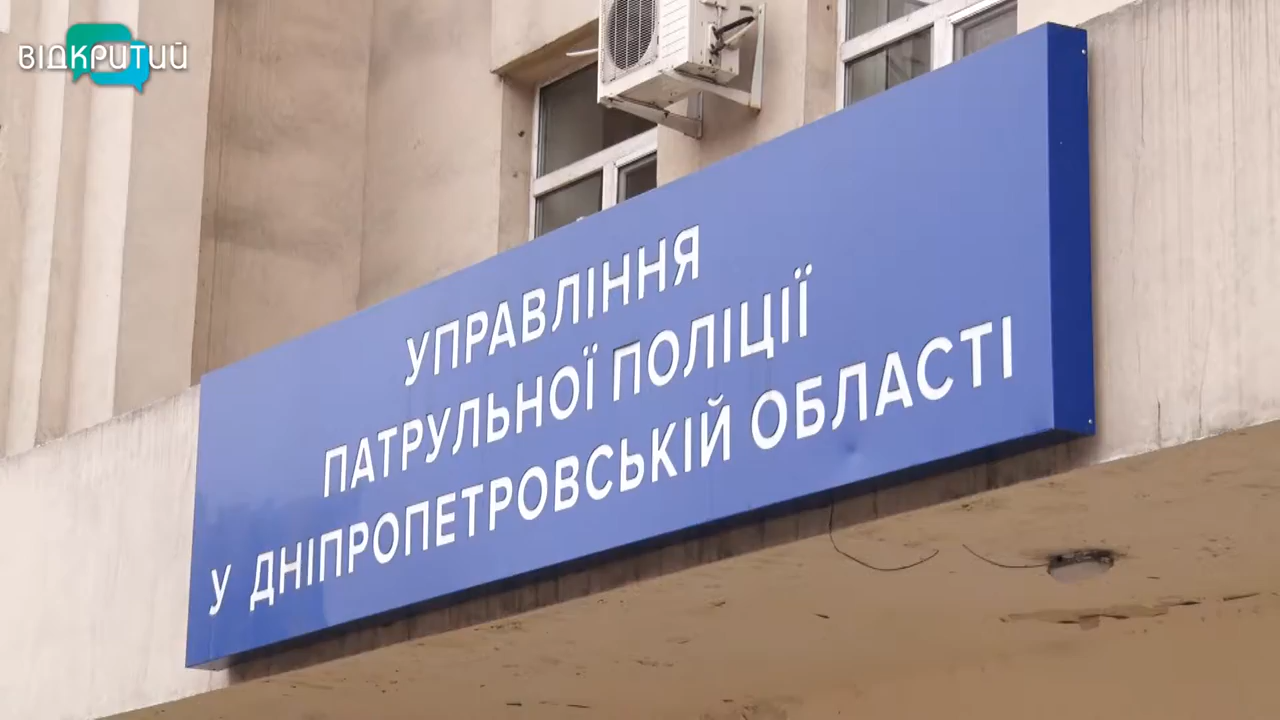 ВІДКРИТИЙ
УПРАВЛІННЯ
ПАТРУЛЬНОЇ ПОЛІЦІЇ
У ДНІПРОПЕТРОВСЬКІЙ ОБЛАСТІ